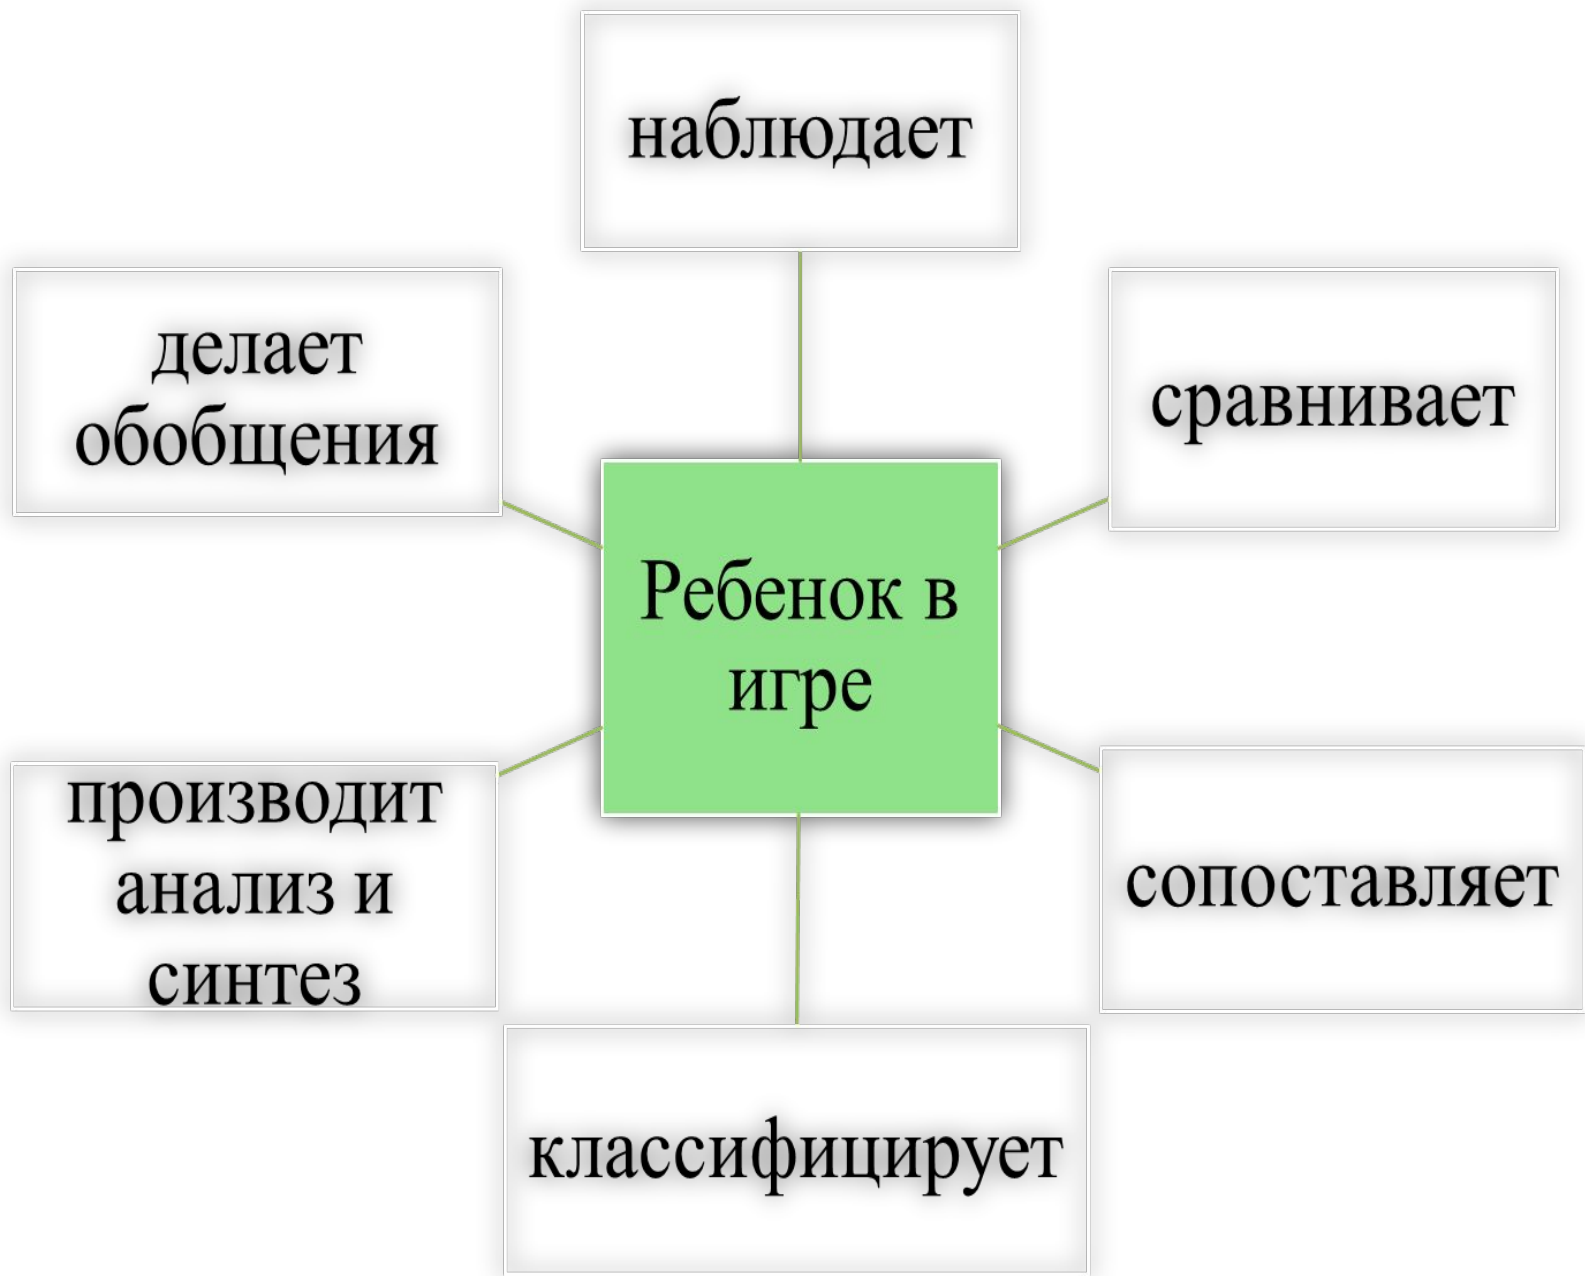 наблюдает
делает
обобщения
сравнивает
Ребенок в
игре
производит
анализ и
синтез
сопоставляет
классифицирует